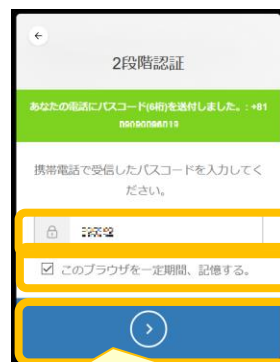 2段階認証
あなたの電話にパスコード(6桁)を送付しました。: +81
携帯電話で受信したパスコードを入力してく
ださい。
このブラウザを一定期間、記憶する。